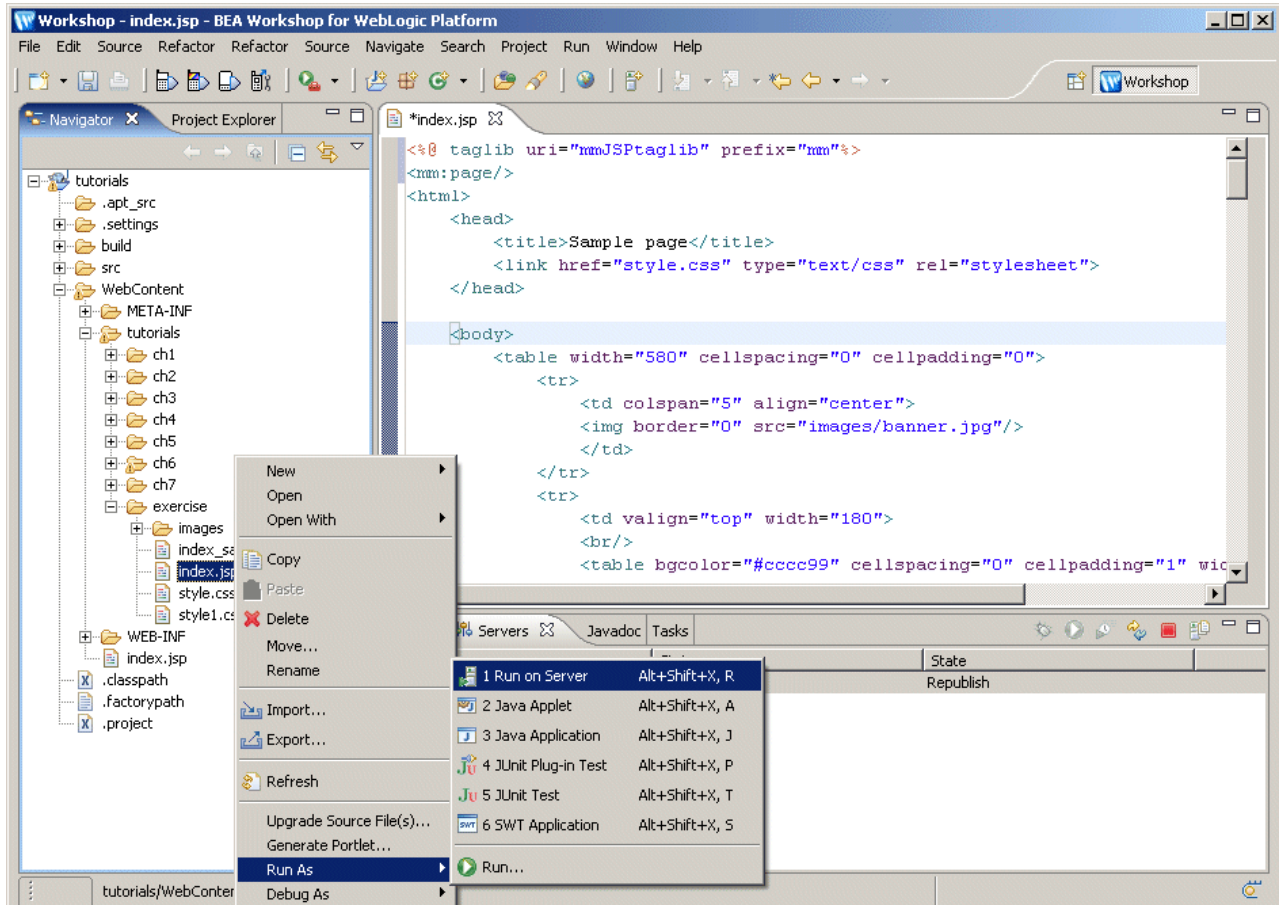 Workshop - index.jsp - BEA Workshop for WebLogic Platform
File Edit Source Refactor Refactor Source Navigate Search Project Run Window Help
Workshop
Navigator
Project Explorer
tutorials
.apt_src
.settings
build
src
WebContent
META-INF
tutorials
ch1
ch2
ch3
ch4
ch5
ch6
ch7
exercise
images
index_sa
index.jsp
style.css
style1.cs
WEB-INF
index.jsp
.classpath
.factorypath
.project
*index.jsp
<%@ taglib uri="mmJSPtaglib" prefix="mm"%>
<mm:page/>
<html>
<head>
<title>Sample page</title>
<link href="style.css" type="text/css" rel="stylesheet">
</head>
<body>
<table width="580" cellspacing="0" cellpadding="0">
<tr>
<td colspan="5" align="center">
<img border="0" src="images/banner.jpg"/>
</td>
</tr>
<tr>
<td valign="top" width="180">
<br/>
<table bgcolor="#cccc99" cellspacing="0" cellpadding="1" wid
New
Open
Open With
Copy
Paste
Delete
Move...
Rename
Import...
Export...
Refresh
Upgrade Source File(s)...
Generate Portlet...
Run As
Debug As
Servers
Javadoc
Tasks
State
Republish
1 Run on Server Alt+Shift+X, R
2 Java Applet Alt+Shift+X, A
3 Java Application Alt+Shift+X, J
4 JUnit Plug-in Test Alt+Shift+X, P
5 JUnit Test Alt+Shift+X, T
6 SWT Application Alt+Shift+X, S
Run...
tutorials/WebConter